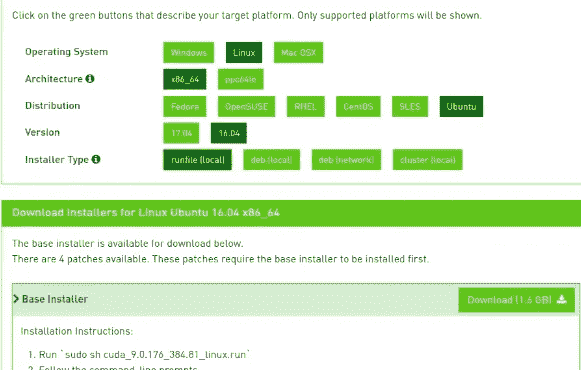 Click on the green buttons that describe your target platform. Only supported platforms will be shown.
Operating System Windows Linux Mac OSX
Architecture x86_64 ppc64le
Distribution Fedora OpenSUSE RHEL CentOS SLES Ubuntu
Version 17.04 16.04
Installer Type runfile (local) deb (local) deb (network) cluster (local)
Download Installers for Linux Ubuntu 16.04 x86_64
The base installer is available for download below.
There are 4 patches available. These patches require the base installer to be installed first.
> Base Installer Download (1.6 GB)
Installation Instructions:
1. Run `sudo sh cuda_9.0.176_384.81_linux.run`
2. Follow the command-line prompts